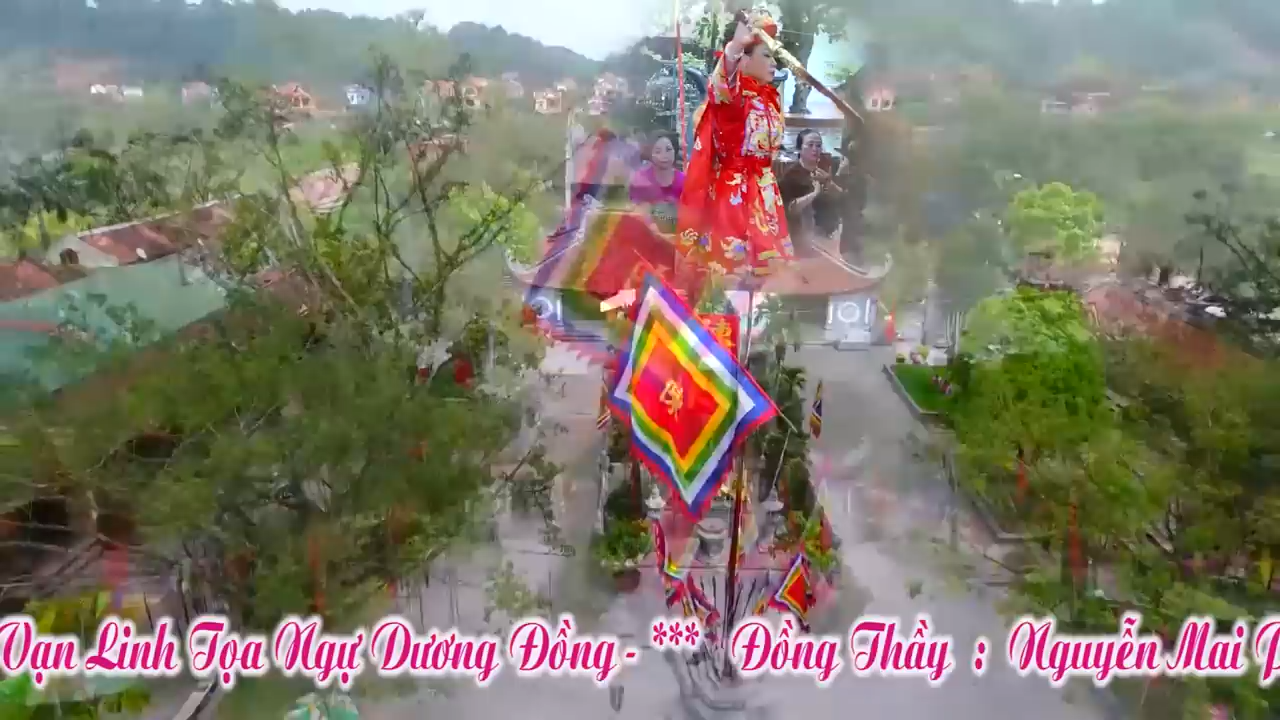 Vạn Linh Tọa Ngự Dương Đồng - *** Đồng Thầy : Nguyễn Mai